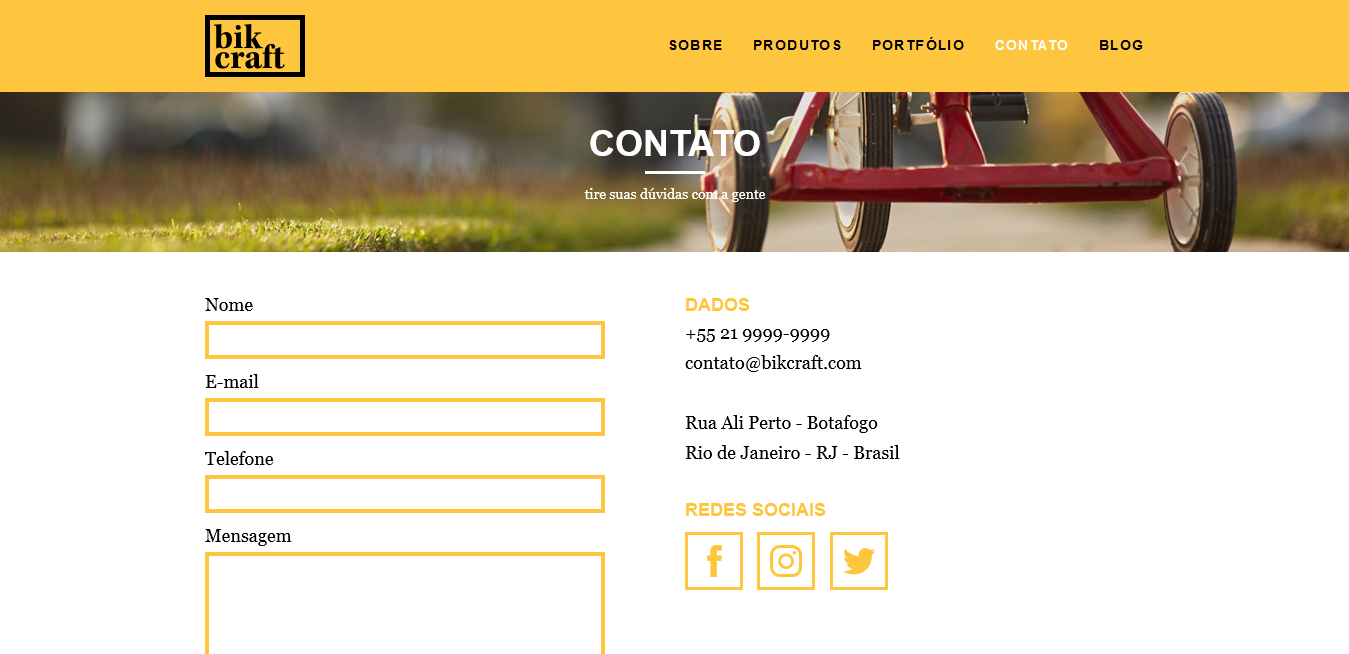 bik
craft
SOBRE PRODUTOS PORTFÓLIO CONTATO BLOG
CONTATO
tire suas dúvidas com a gente
Nome
E-mail
Telefone
Mensagem
DADOS
+55 21 9999-9999
contato@bikcraft.com
Rua Ali Perto - Botafogo
Rio de Janeiro - RJ - Brasil
REDES SOCIAIS